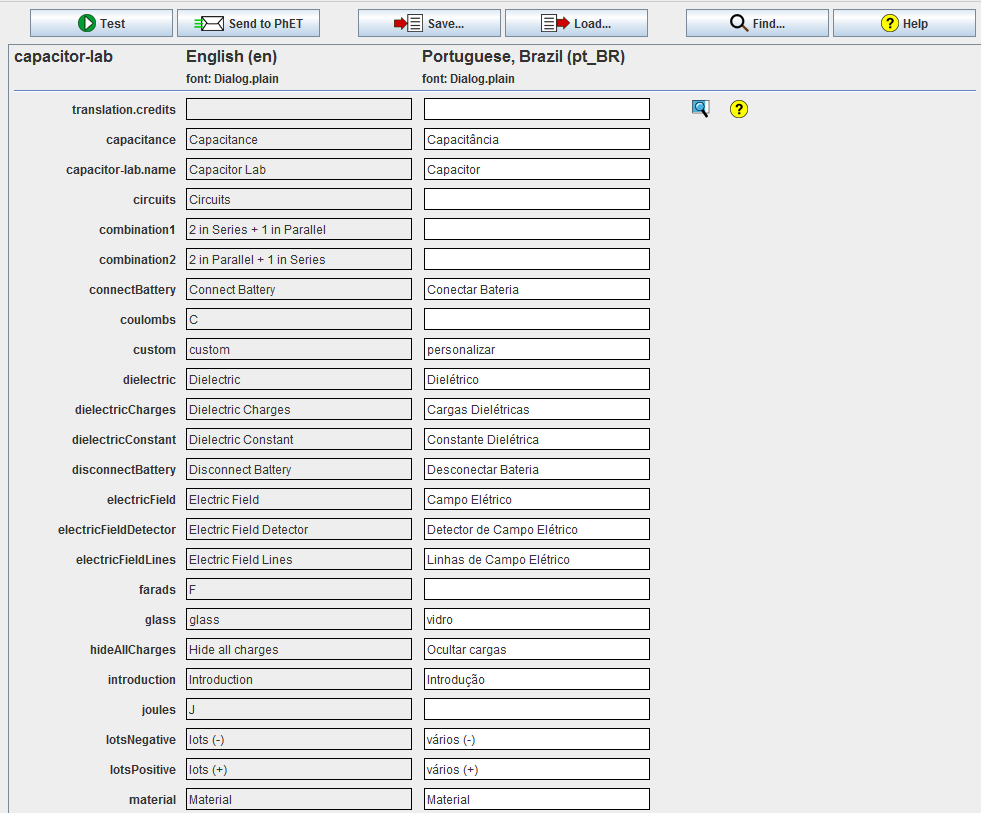 Test Send to PhET Save... Load... Find... ? Help
capacitor-lab English (en) Portuguese, Brazil (pt_BR)
font: Dialog.plain font: Dialog.plain
translation.credits ?
capacitance Capacitance Capacitância
capacitor-lab.name Capacitor Lab Capacitor
circuits Circuits
combination1 2 in Series + 1 in Parallel
combination2 2 in Parallel + 1 in Series
connectBattery Connect Battery Conectar Bateria
coulombs C
custom custom personalizar
dielectric Dielectric Dielétrico
dielectricCharges Dielectric Charges Cargas Dielétricas
dielectricConstant Dielectric Constant Constante Dielétrica
disconnectBattery Disconnect Battery Desconectar Bateria
electricField Electric Field Campo Elétrico
electricFieldDetector Electric Field Detector Detector de Campo Elétrico
electricFieldLines Electric Field Lines Linhas de Campo Elétrico
farads F
glass glass vidro
hideAllCharges Hide all charges Ocultar cargas
introduction Introduction Introdução
joules J
lotsNegative lots (-) vários (-)
lotsPositive lots (+) vários (+)
material Material Material